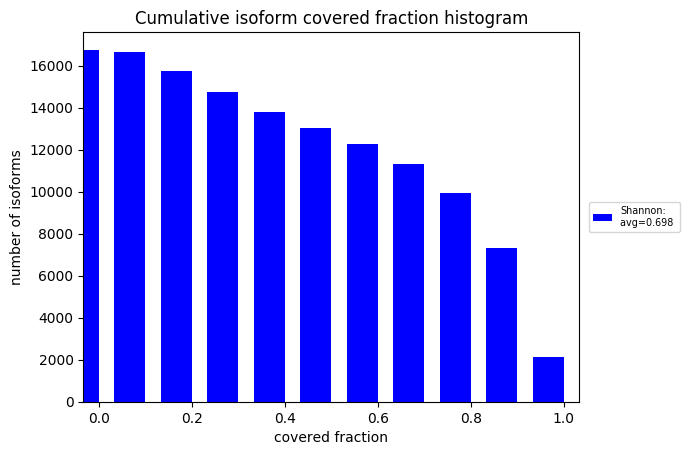 Cumulative isoform covered fraction histogram
number of isoforms
16000
14000
12000
10000
8000
6000
4000
2000
0
0.0 0.2 0.4 0.6 0.8 1.0
covered fraction
Shannon:
avg=0.698